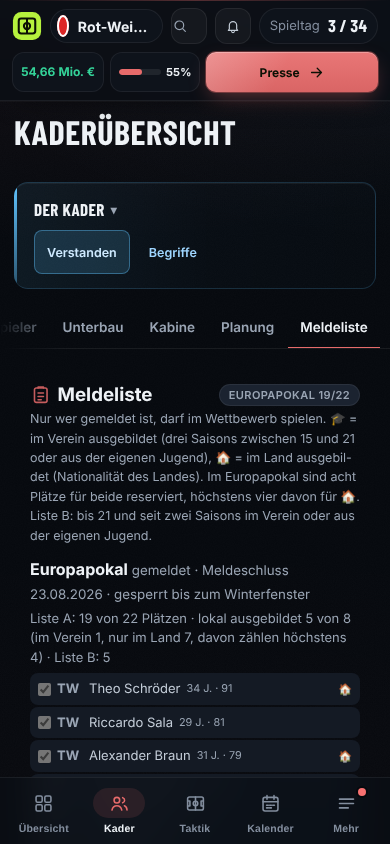 Rot-Wei...
Spieltag 3 / 34
54,66 Mio. €
55%
Presse →
KADERÜBERSICHT
DER KADER ▾
Verstanden
Begriffe
ieler
Unterbau
Kabine
Planung
Meldeliste
Meldeliste
EUROPAPOKAL 19/22
Nur wer gemeldet ist, darf im Wettbewerb spielen. 🎓 =
im Verein ausgebildet (drei Saisons zwischen 15 und 21
oder aus der eigenen Jugend), 🏠 = im Land ausgebil-
det (Nationalität des Landes). Im Europapokal sind acht
Plätze für beide reserviert, höchstens vier davon für 🏠.
Liste B: bis 21 und seit zwei Saisons im Verein oder aus
der eigenen Jugend.
Europapokal gemeldet · Meldeschluss
23.08.2026 · gesperrt bis zum Winterfenster
Liste A: 19 von 22 Plätzen · lokal ausgebildet 5 von 8
(im Verein 1, nur im Land 7, davon zählen höchstens
4) · Liste B: 5
TW Theo Schröder 34 J. · 91 🏠
TW Riccardo Sala 29 J. · 81
TW Alexander Braun 31 J. · 79 🏠
Übersicht
Kader
Taktik
Kalender
Mehr